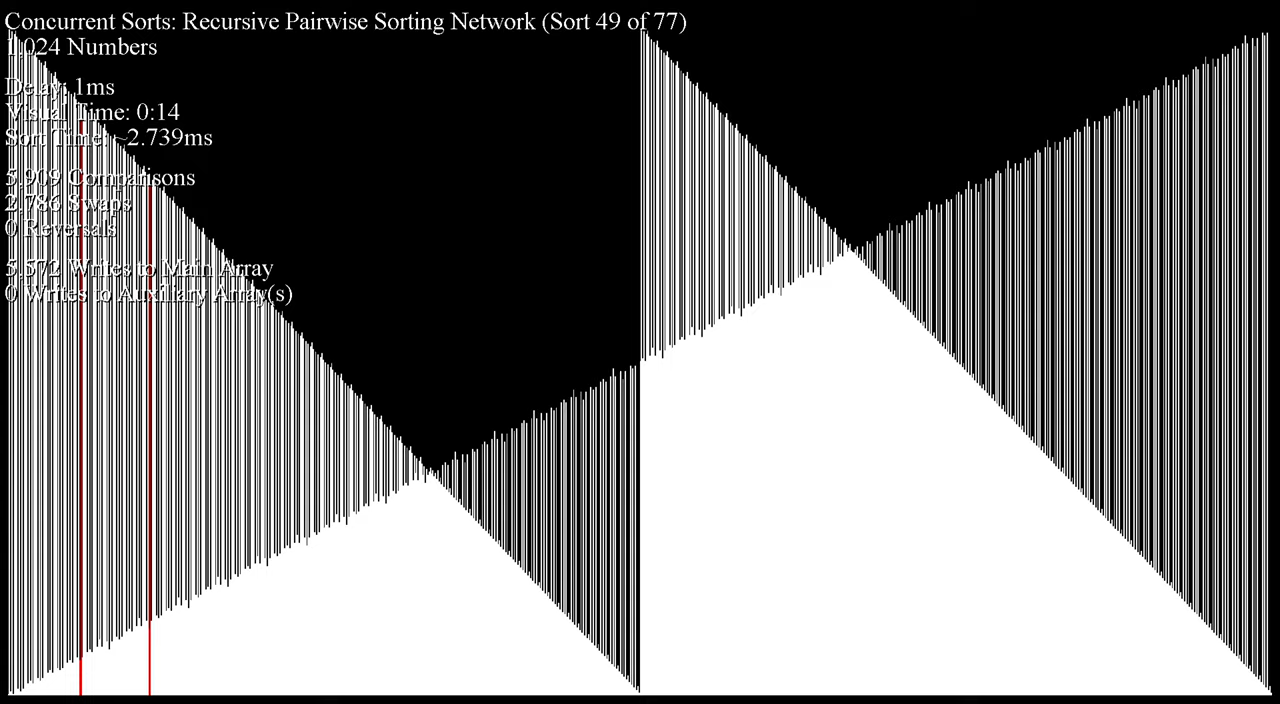 Concurrent Sorts: Recursive Pairwise Sorting Network (Sort 49 of 77)
1,024 Numbers
Delay: 1ms
Visual Time: 0:14
Sort Time: ~2.739ms
5,909 Comparisons
2,786 Swaps
0 Reversals
5,572 Writes to Main Array
0 Writes to Auxiliary Array(s)